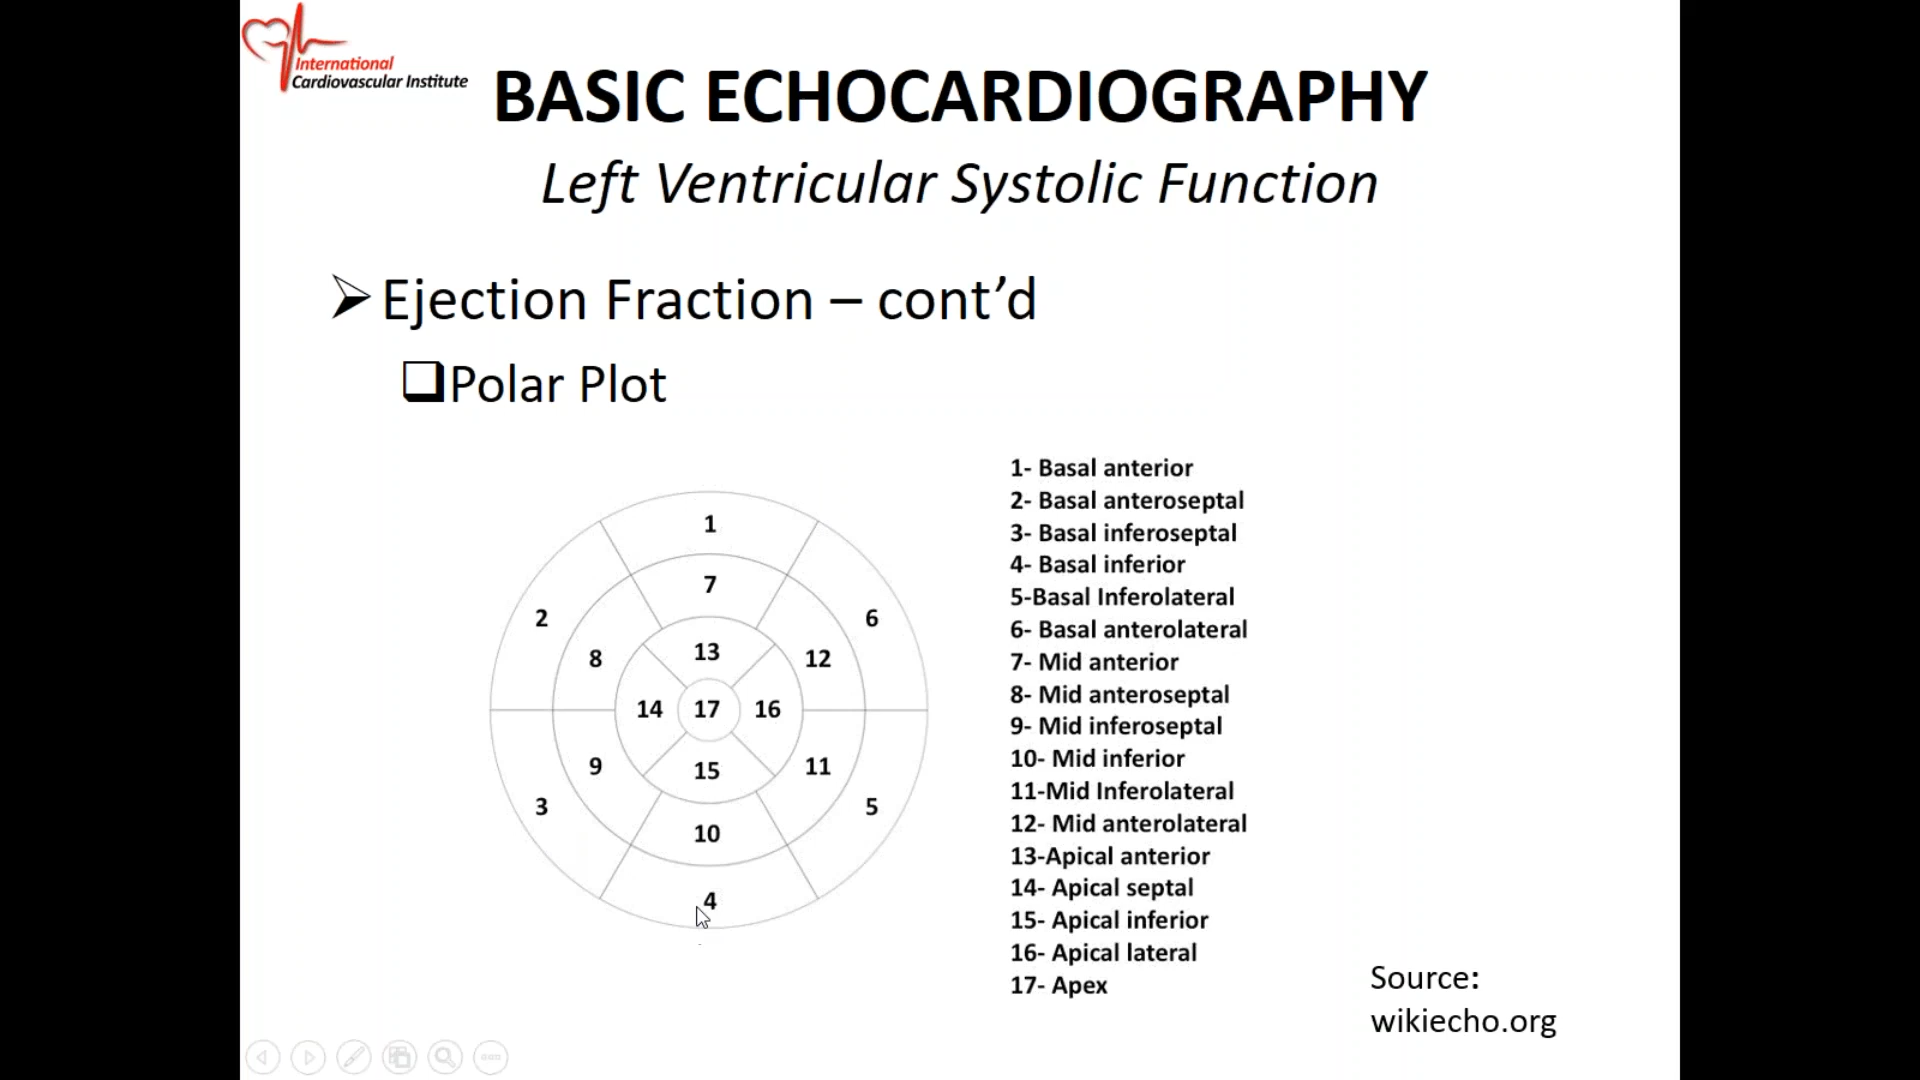 International
Cardiovascular Institute
BASIC ECHOCARDIOGRAPHY
Left Ventricular Systolic Function
Ejection Fraction – cont’d
Polar Plot
1
7
2
6
8
13
12
14
17
16
9
15
11
3
5
10
4
1- Basal anterior
2- Basal anteroseptal
3- Basal inferoseptal
4- Basal inferior
5-Basal Inferolateral
6- Basal anterolateral
7- Mid anterior
8- Mid anteroseptal
9- Mid inferoseptal
10- Mid inferior
11-Mid Inferolateral
12- Mid anterolateral
13-Apical anterior
14- Apical septal
15- Apical inferior
16- Apical lateral
17- Apex
Source:
wikiecho.org